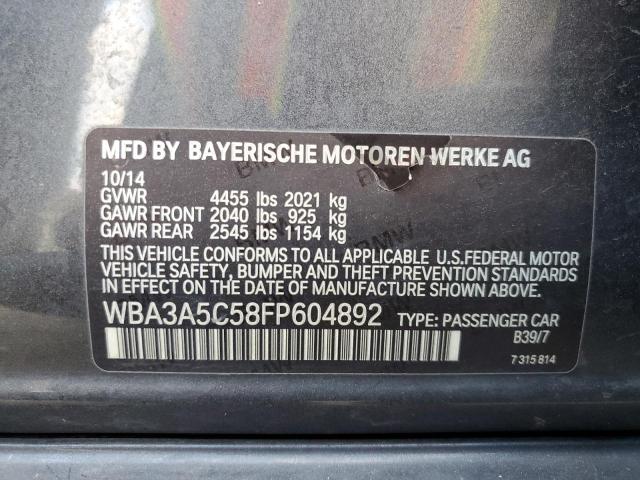 MFD BY BAYERISCHE MOTOREN WERKE AG
10/14
GVWR 4455 lbs 2021 kg
GAWR FRONT 2040 lbs 925 kg
GAWR REAR 2545 lbs 1154 kg
THIS VEHICLE CONFORMS TO ALL APPLICABLE U.S.FEDERAL MOTOR
VEHICLE SAFETY, BUMPER AND THEFT PREVENTION STANDARDS
IN EFFECT ON THE DATE OF MANUFACTURE SHOWN ABOVE.
WBA3A5C58FP604892 TYPE: PASSENGER CAR
B39/7
7 315 814